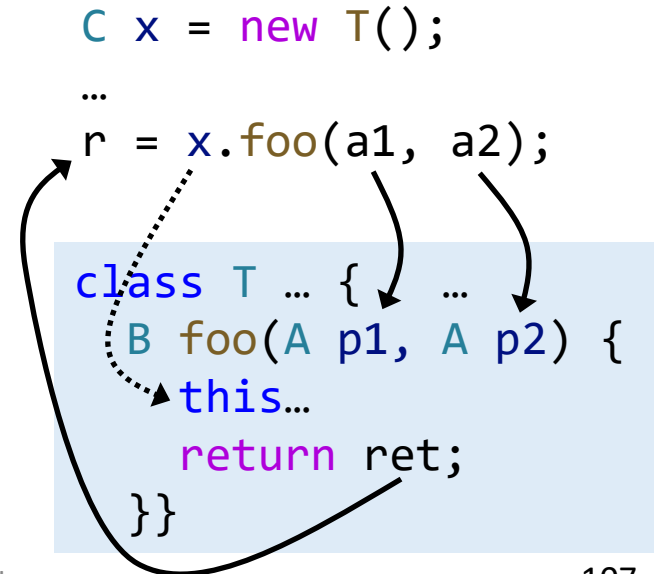 C x = new T();
…
r = x.foo(a1, a2);
class T … { …
B foo(A p1, A p2) {
this…
return ret;
}}